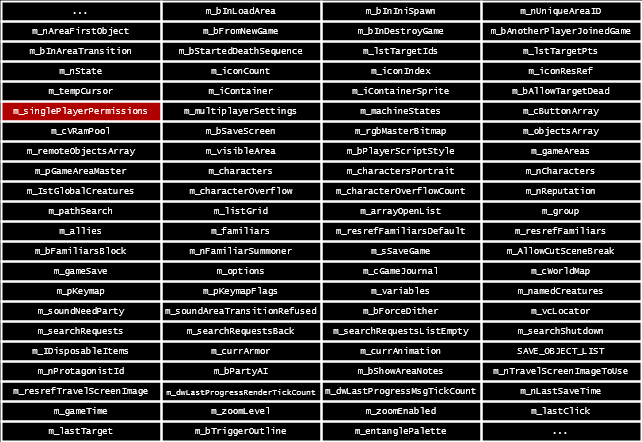 ... m_bInLoadArea m_bInIniSpawn m_nUniqueAreaID
m_nAreaFirstObject m_bFromNewGame m_bInDestroyGame m_bAnotherPlayerJoinedGame
m_bInAreaTransition m_bStartedDeathSequence m_lstTargetIds m_lstTargetPts
m_nState m_iconCount m_iconIndex m_iconResRef
m_tempCursor m_iContainer m_iContainerSprite m_bAllowTargetDead
m_singlePlayerPermissions m_multiplayerSettings m_machineStates m_cButtonArray
m_cVRamPool m_bSaveScreen m_rgbMasterBitmap m_objectsArray
m_remoteObjectsArray m_visibleArea m_bPlayerScriptStyle m_gameAreas
m_pGameAreaMaster m_characters m_charactersPortrait m_nCharacters
m_IstGlobalCreatures m_characterOverflow m_characterOverflowCount m_nReputation
m_pathSearch m_listGrid m_arrayOpenList m_group
m_allies m_familiars m_resrefFamiliarsDefault m_resrefFamiliars
m_bFamiliarsBlock m_nFamiliarSummoner m_sSaveGame m_AllowCutSceneBreak
m_gameSave m_options m_cGameJournal m_cWorldMap
m_pKeymap m_pKeymapFlags m_variables m_namedCreatures
m_soundNeedParty m_soundAreaTransitionRefused m_bForceDither m_vcLocator
m_searchRequests m_searchRequestsBack m_searchRequestsListEmpty m_searchShutdown
m_IDisposableItems m_currArmor m_currAnimation SAVE_OBJECT_LIST
m_nProtagonistId m_bPartyAI m_bShowAreaNotes m_nTravelScreenImageToUse
m_resrefTravelScreenImage m_dwLastProgressRenderTickCount m_dwLastProgressMsgTickCount m_nLastSaveTime
m_gameTime m_zoomLevel m_zoomEnabled m_lastClick
m_lastTarget m_bTriggerOutline m_entanglePalette ...